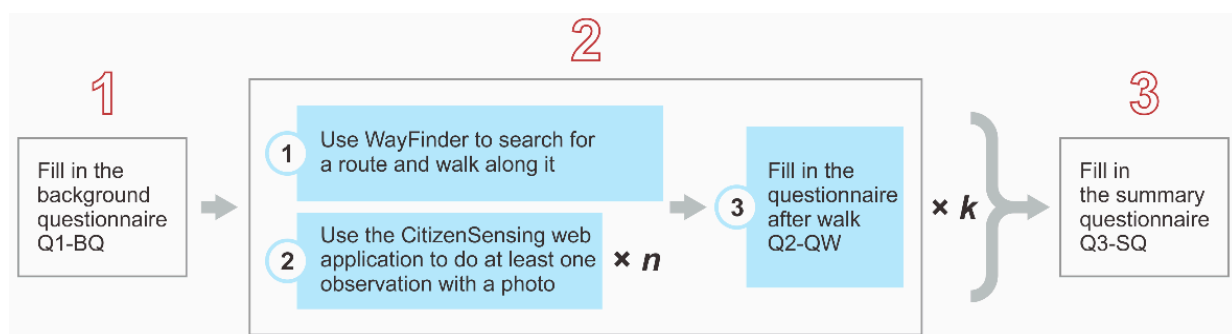 1
Fill in the
background
questionnaire
Q1-BQ
2
1
Use WayFinder to search for
a route and walk along it
2
Use the CitizenSensing web
application to do at least one
observation with a photo
× n
3
Fill in the
questionnaire
after walk
Q2-QW
× k
3
Fill in
the summary
questionnaire
Q3-SQ